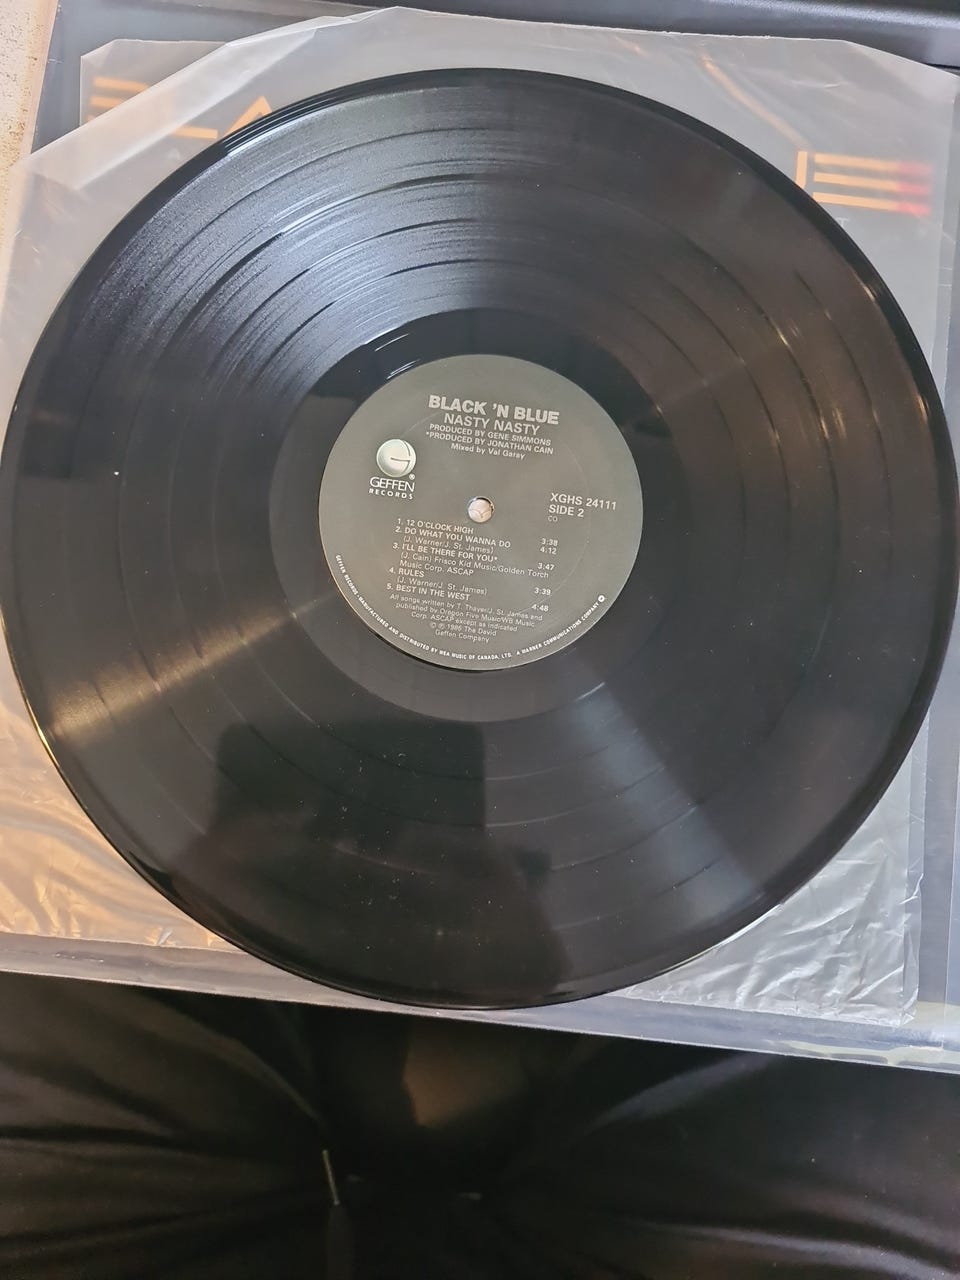 BLACK 'N BLUE
NASTY NASTY
PRODUCED BY GENE SIMMONS
*PRODUCED BY JONATHAN CAIN
Mixed by Val Garay
GEFFEN®
RECORDS
XGHS 24111
SIDE 2
CO
1. 12 O'CLOCK HIGH 3:38
2. DO WHAT YOU WANNA DO 4:12
(J. Warner/J. St. James)
3. I'LL BE THERE FOR YOU* 3:47
(J. Cain) Frisco Kid Music/Golden Torch
Music Corp. ASCAP
4. RULES 3:39
(J. Warner/J. St. James)
5. BEST IN THE WEST 4:48
All songs written by T. Thayer/J. St. James and
published by Oregon Five Music/WB Music
Corp. ASCAP except as indicated
© ℗ 1986 The David
Geffen Company
GEFFEN RECORDS · MANUFACTURED AND DISTRIBUTED BY WEA MUSIC OF CANADA, LTD. A WARNER COMMUNICATIONS COMPANY